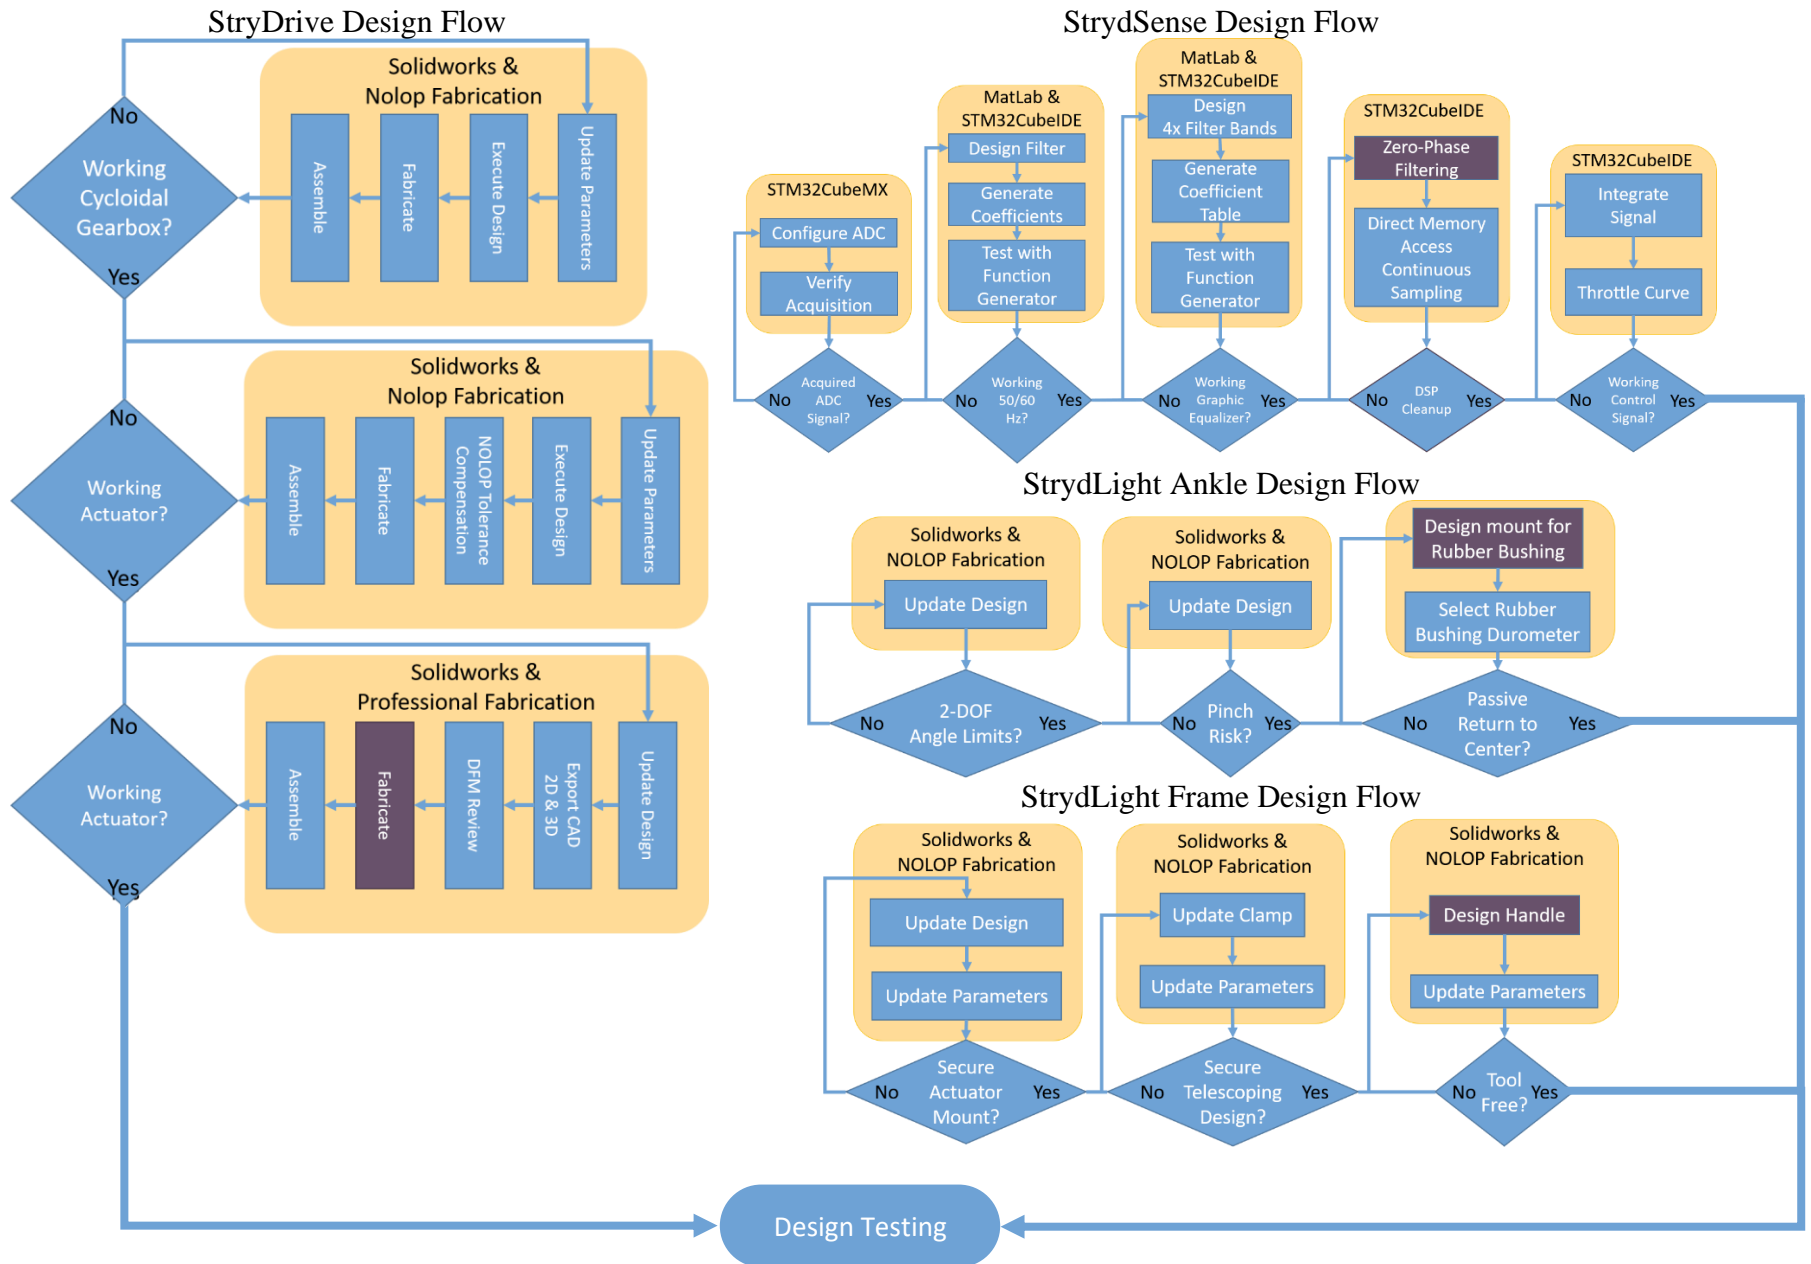 StryDrive Design Flow
Solidworks &
Nolop Fabrication
No
Working
Cycloidal
Gearbox?
Yes
Assemble
Fabricate
Execute Design
Update Parameters
Solidworks &
Nolop Fabrication
No
Working
Actuator?
Yes
Assemble
Fabricate
NOLOP Tolerance
Compensation
Execute Design
Update Parameters
Solidworks &
Professional Fabrication
No
Working
Actuator?
Yes
Assemble
Fabricate
DFM Review
Export CAD
2D & 3D
Update Design
StrydSense Design Flow
STM32CubeMX
Configure ADC
Verify
Acquisition
No
Acquired
ADC
Signal?
Yes
MatLab &
STM32CubeIDE
Design Filter
Generate
Coefficients
Test with
Function
Generator
No
Working
50/60
Hz?
Yes
MatLab &
STM32CubeIDE
Design
4x Filter Bands
Generate
Coefficient
Table
Test with
Function
Generator
No
Working
Graphic
Equalizer?
Yes
STM32CubeIDE
Zero-Phase
Filtering
Direct Memory
Access
Continuous
Sampling
No
DSP
Cleanup
Yes
STM32CubeIDE
Integrate
Signal
Throttle Curve
No
Working
Control
Signal?
Yes
StrydLight Ankle Design Flow
Solidworks &
NOLOP Fabrication
Update Design
No
2-DOF
Angle Limits?
Yes
Solidworks &
NOLOP Fabrication
Update Design
No
Pinch
Risk?
Yes
Design mount for
Rubber Bushing
Select Rubber
Bushing Durometer
No
Passive
Return to
Center?
Yes
StrydLight Frame Design Flow
Solidworks &
NOLOP Fabrication
Update Design
Update Parameters
No
Secure
Actuator
Mount?
Yes
Solidworks &
NOLOP Fabrication
Update Clamp
Update Parameters
No
Secure
Telescoping
Design?
Yes
Solidworks &
NOLOP Fabrication
Design Handle
Update Parameters
No
Tool
Free?
Yes
Design Testing